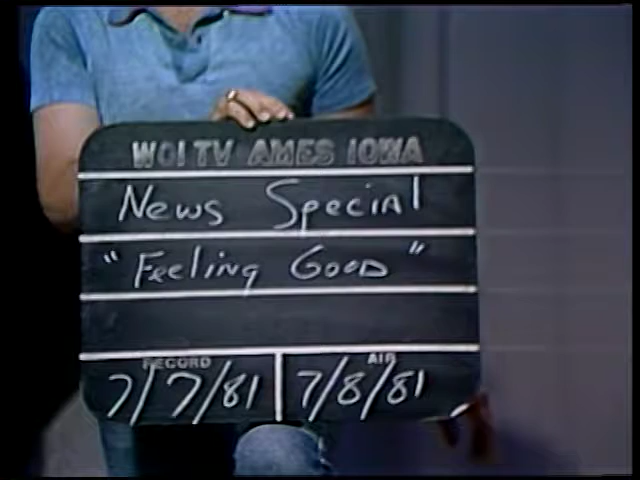 WOI TV AMES IOWA
News Special
"Feeling Good"
RECORD AIR
7/7/81 7/8/81